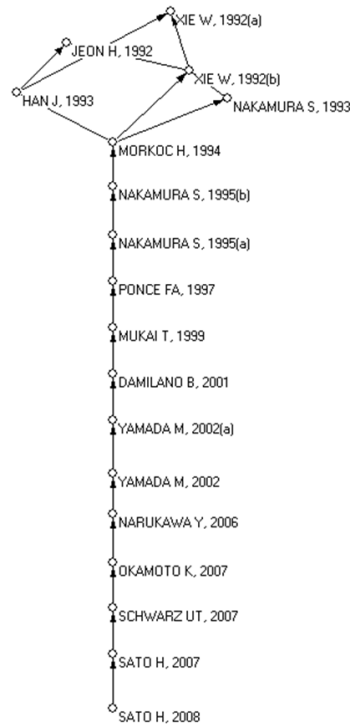 XIE W, 1992(a)
JEON H, 1992
XIE W, 1992(b)
HAN J, 1993
NAKAMURA S, 1993
MORKOC H, 1994
NAKAMURA S, 1995(b)
NAKAMURA S, 1995(a)
PONCE FA, 1997
MUKAI T, 1999
DAMILANO B, 2001
YAMADA M, 2002(a)
YAMADA M, 2002
NARUKAWA Y, 2006
OKAMOTO K, 2007
SCHWARZ UT, 2007
SATO H, 2007
SATO H, 2008